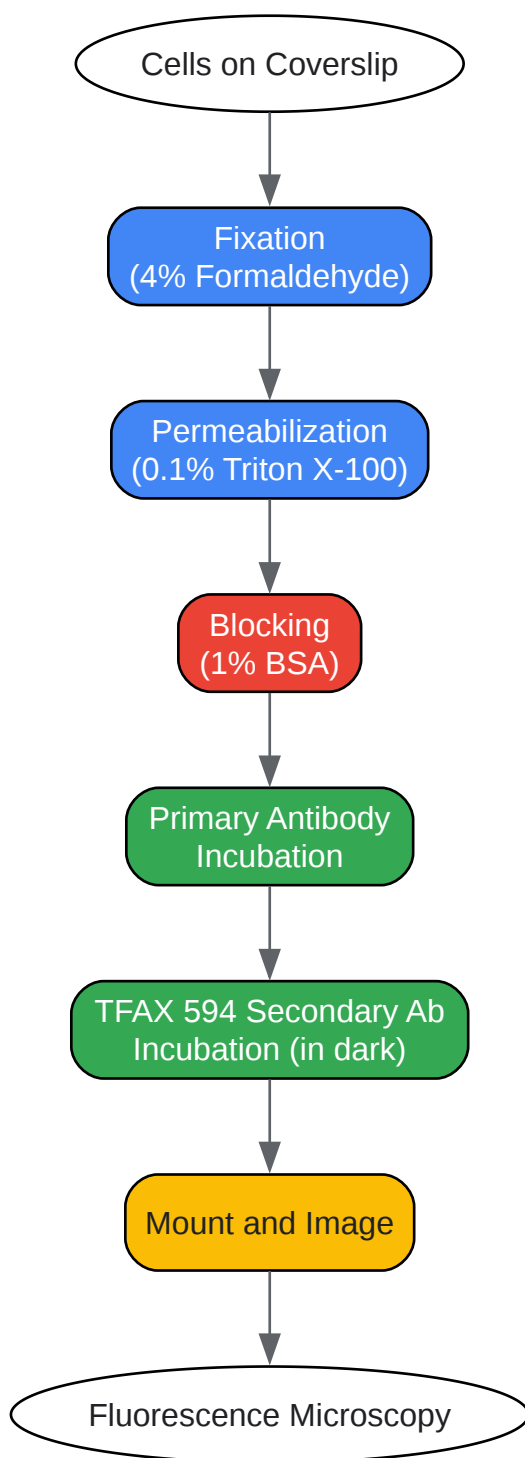 Cells on Coverslip
Fixation
(4% Formaldehyde)
Permeabilization
(0.1% Triton X-100)
Blocking
(1% BSA)
Primary Antibody
Incubation
TFAX 594 Secondary Ab
Incubation (in dark)
Mount and Image
Fluorescence Microscopy